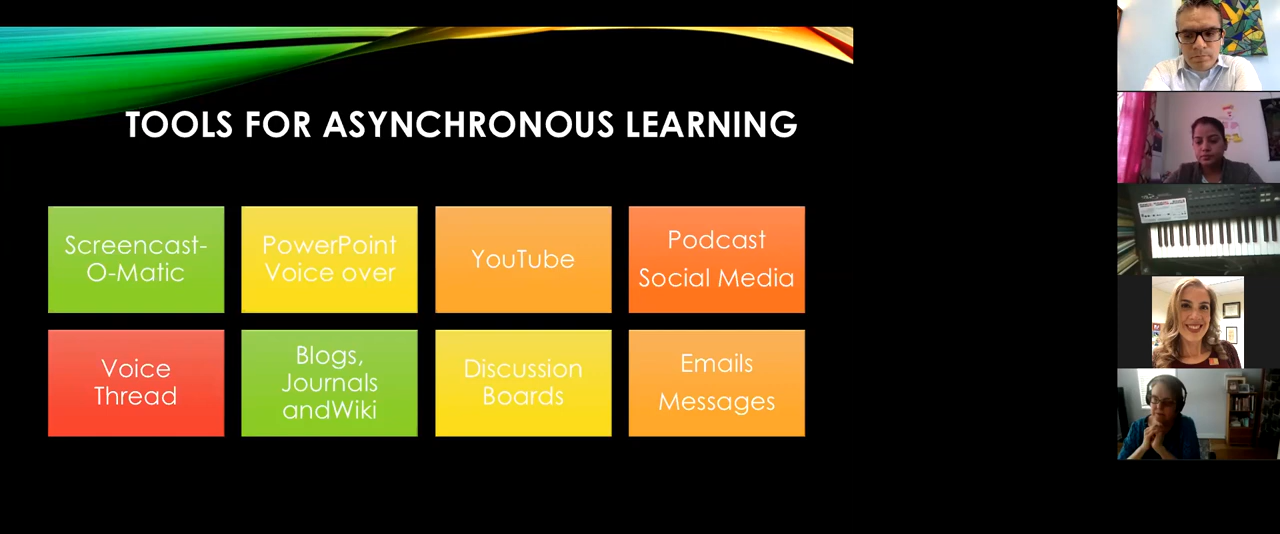 TOOLS FOR ASYNCHRONOUS LEARNING
Screencast-
O-Matic
PowerPoint
Voice over
YouTube
Podcast
Social Media
Voice
Thread
Blogs,
Journals
andWiki
Discussion
Boards
Emails
Messages